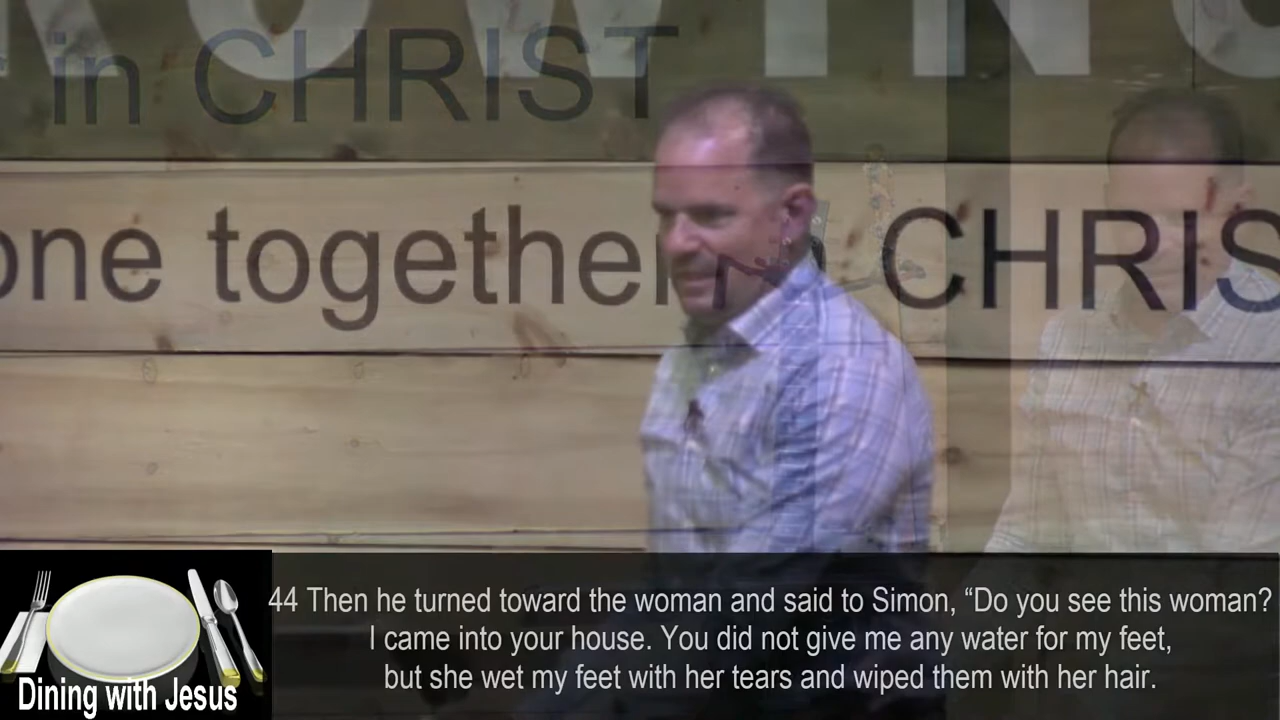 ROWING
in CHRIST
one together in CHRIS
44 Then he turned toward the woman and said to Simon, “Do you see this woman?
I came into your house. You did not give me any water for my feet,
but she wet my feet with her tears and wiped them with her hair.
Dining with Jesus